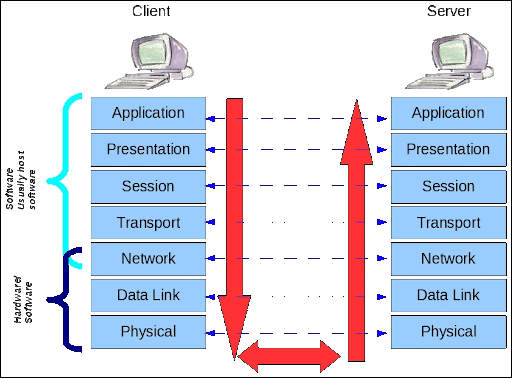 Client
Server
Application
Application
Presentation
Presentation
Session
Session
Transport
Transport
Network
Network
Data Link
Data Link
Physical
Physical
Software
Usually host
software
Hardware/
Software